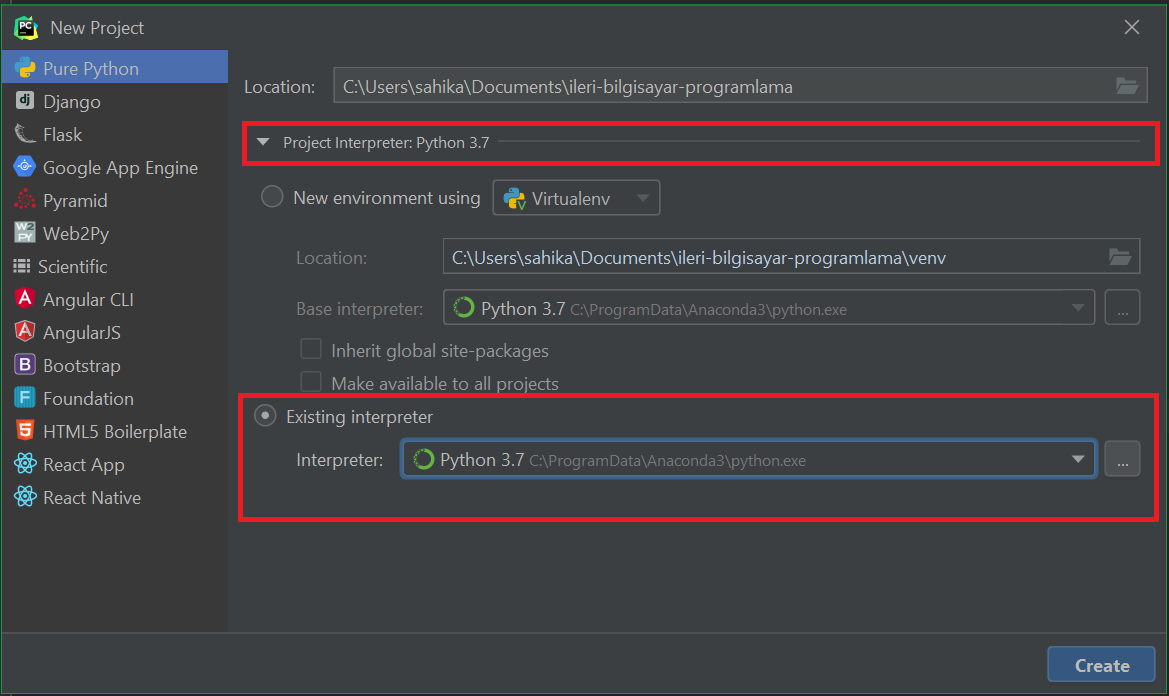 New Project
Pure Python
Django
Flask
Google App Engine
Pyramid
Web2Py
Scientific
Angular CLI
AngularJS
Bootstrap
Foundation
HTML5 Boilerplate
React App
React Native
Location: C:\Users\sahika\Documents\ileri-bilgisayar-programlama
Project Interpreter: Python 3.7
New environment using Virtualenv
Location: C:\Users\sahika\Documents\ileri-bilgisayar-programlama\venv
Base interpreter: Python 3.7 C:\ProgramData\Anaconda3\python.exe ...
Inherit global site-packages
Make available to all projects
Existing interpreter
Interpreter: Python 3.7 C:\ProgramData\Anaconda3\python.exe ...
Create